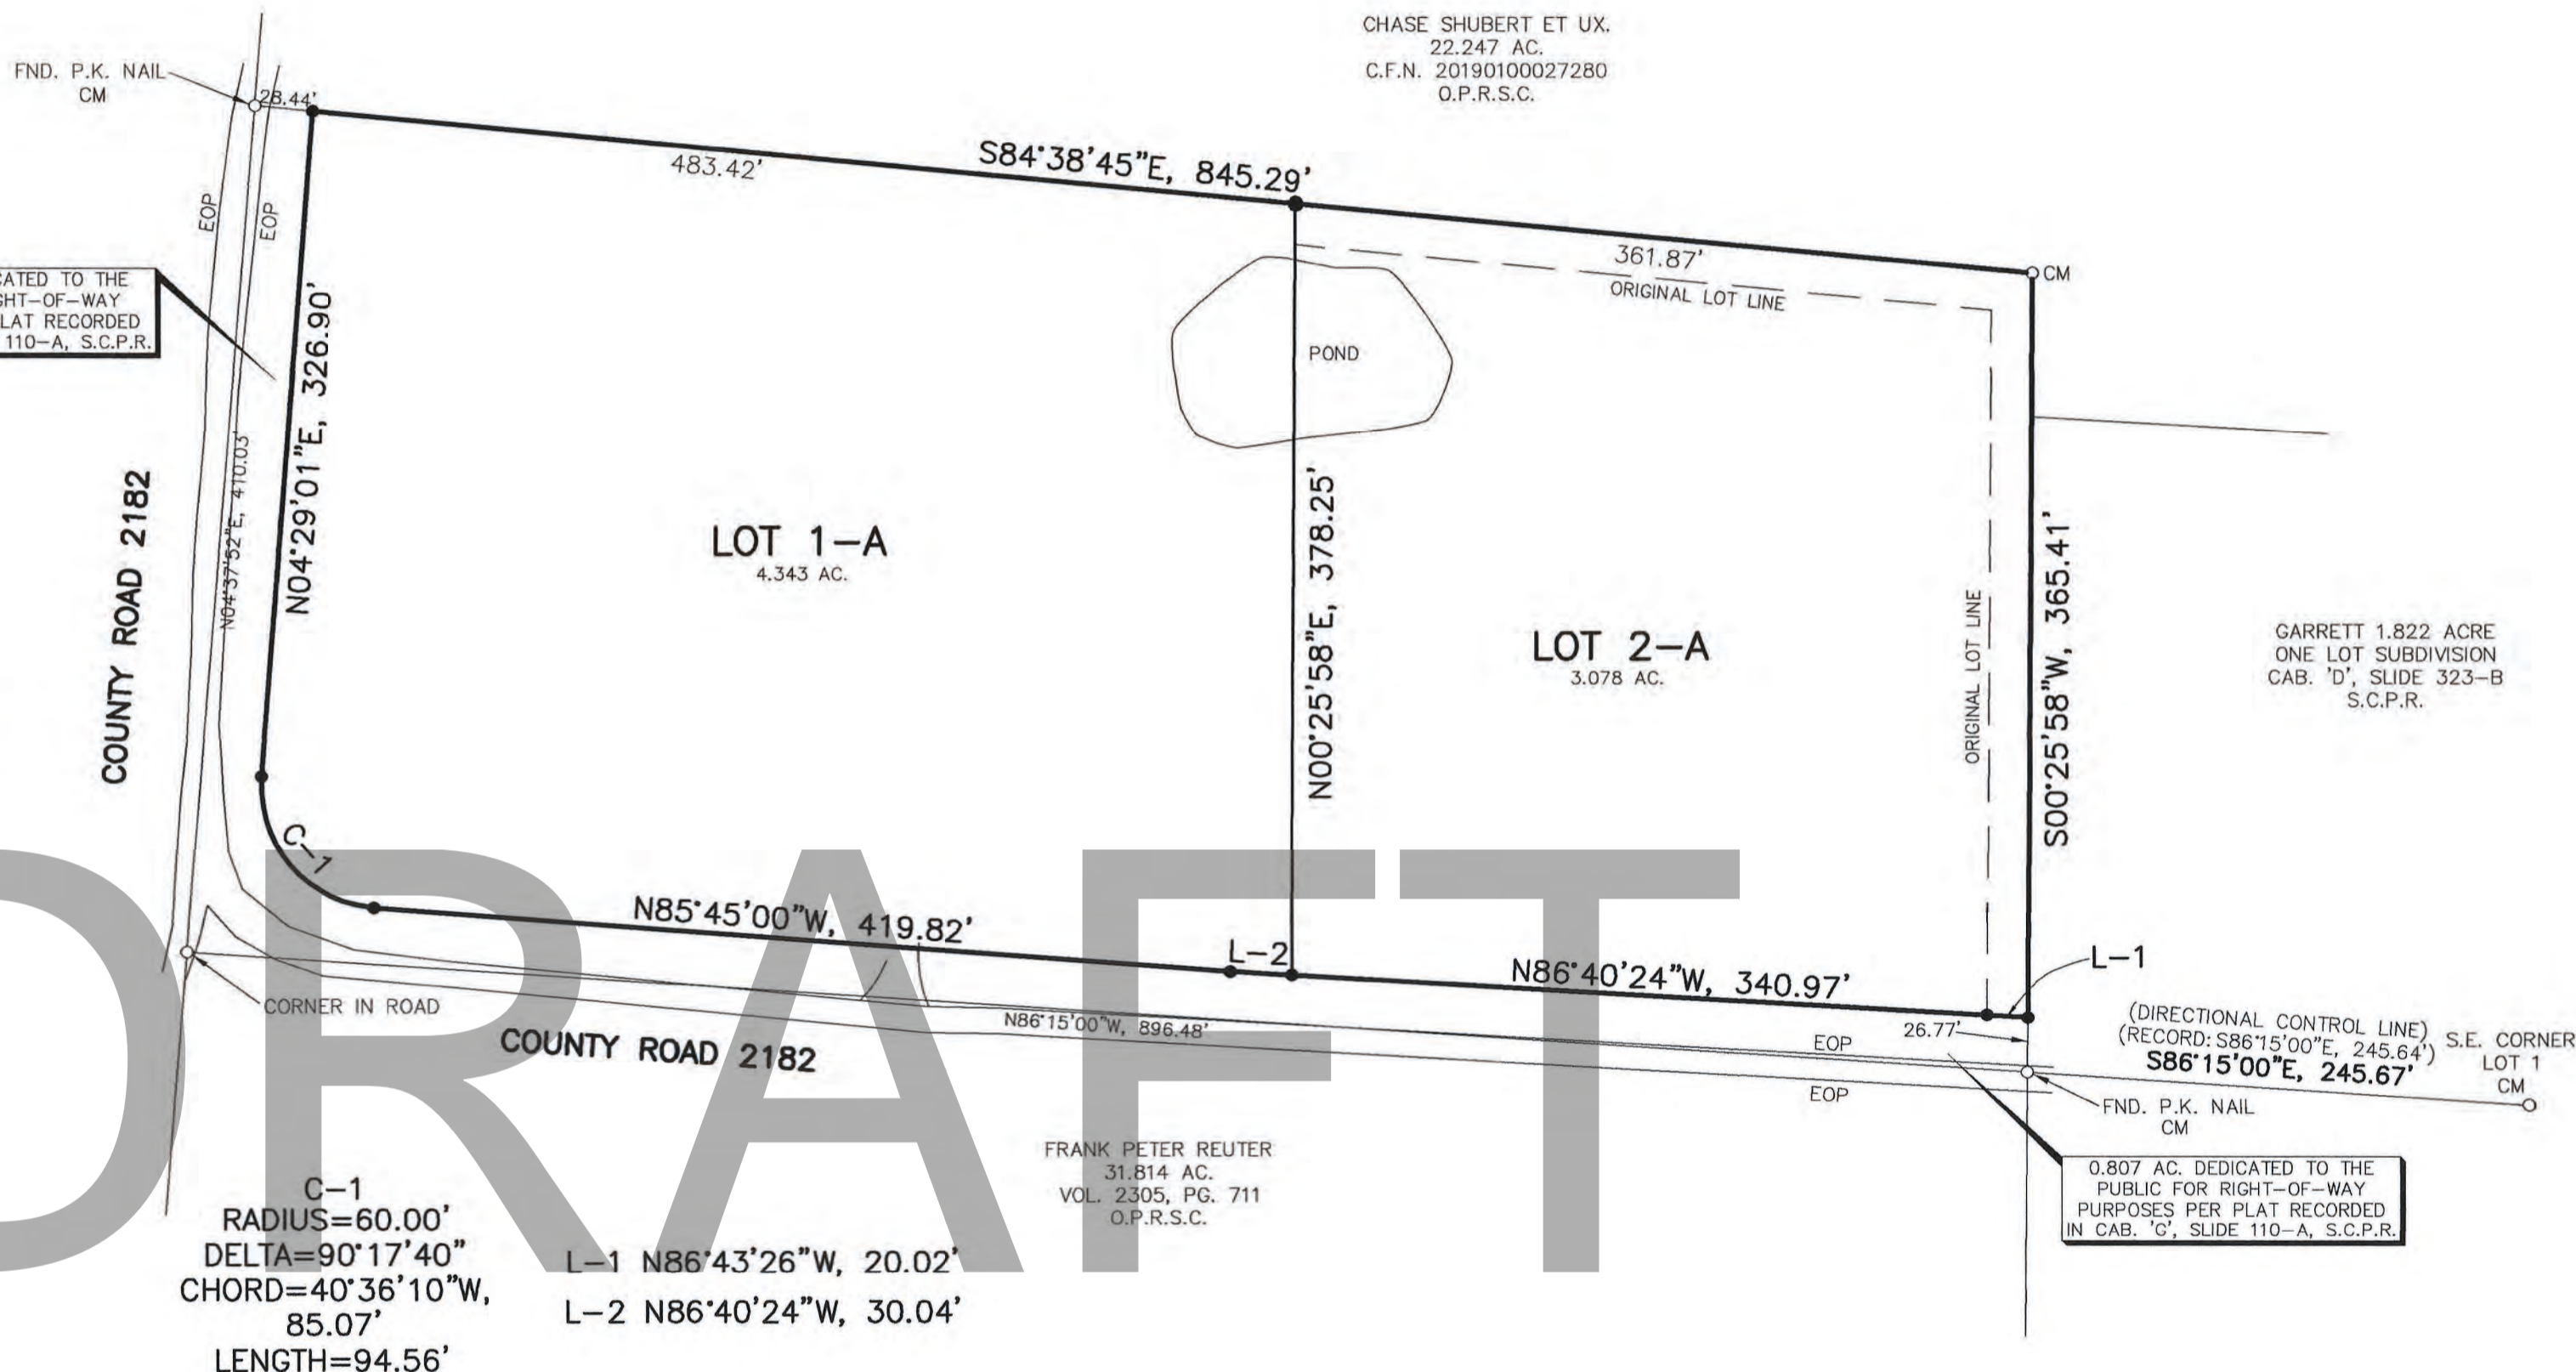 CHASE SHUBERT ET UX.
22.247 AC.
C.F.N. 20190100027280
O.P.R.S.C.
FND. P.K. NAIL
CM
28.44'
483.42'
S84°38'45"E, 845.29'
361.87'
ORIGINAL LOT LINE
CM
EOP
EOP
CATED TO THE
GHT-OF-WAY
PLAT RECORDED
110-A, S.C.P.R.
N04°29'01"E, 326.90'
N04°37'52"E, 410.03'
COUNTY ROAD 2182
POND
LOT 1-A
4.343 AC.
N00°25'58"E, 378.25'
LOT 2-A
3.078 AC.
ORIGINAL LOT LINE
S00°25'58"W, 365.41'
GARRETT 1.822 ACRE
ONE LOT SUBDIVISION
CAB. 'D', SLIDE 323-B
S.C.P.R.
C-1
N85°45'00"W, 419.82'
L-2
N86°40'24"W, 340.97'
L-1
CORNER IN ROAD
COUNTY ROAD 2182
N86°15'00"W, 896.48'
EOP
26.77'
EOP
(DIRECTIONAL CONTROL LINE)
(RECORD: S86°15'00"E, 245.64')
S86°15'00"E, 245.67'
S.E. CORNER
LOT 1
CM
FND. P.K. NAIL
CM
FRANK PETER REUTER
31.814 AC.
VOL. 2305, PG. 711
O.P.R.S.C.
0.807 AC. DEDICATED TO THE
PUBLIC FOR RIGHT-OF-WAY
PURPOSES PER PLAT RECORDED
IN CAB. 'G', SLIDE 110-A, S.C.P.R.
C-1
RADIUS=60.00'
DELTA=90°17'40"
CHORD=40°36'10"W,
85.07'
LENGTH=94.56'
L-1 N86°43'26"W, 20.02'
L-2 N86°40'24"W, 30.04'
DRAFT